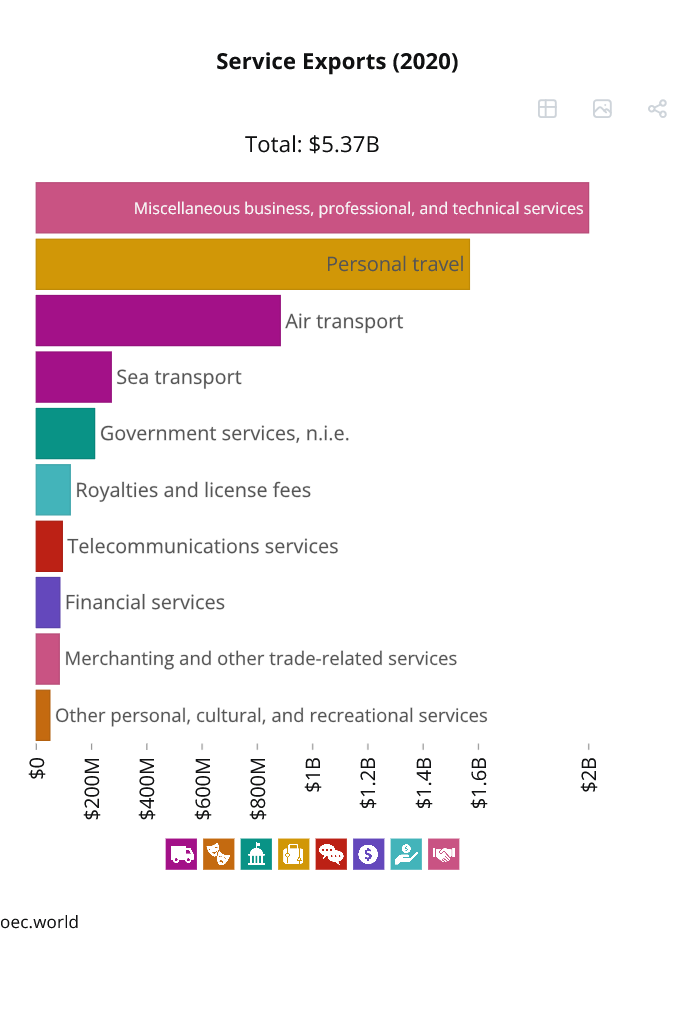 Service Exports (2020)
Total: $5.37B
Miscellaneous business, professional, and technical services
Personal travel
Air transport
Sea transport
Government services, n.i.e.
Royalties and license fees
Telecommunications services
Financial services
Merchanting and other trade-related services
Other personal, cultural, and recreational services
$0
$200M
$400M
$600M
$800M
$1B
$1.2B
$1.4B
$1.6B
$2B
oec.world